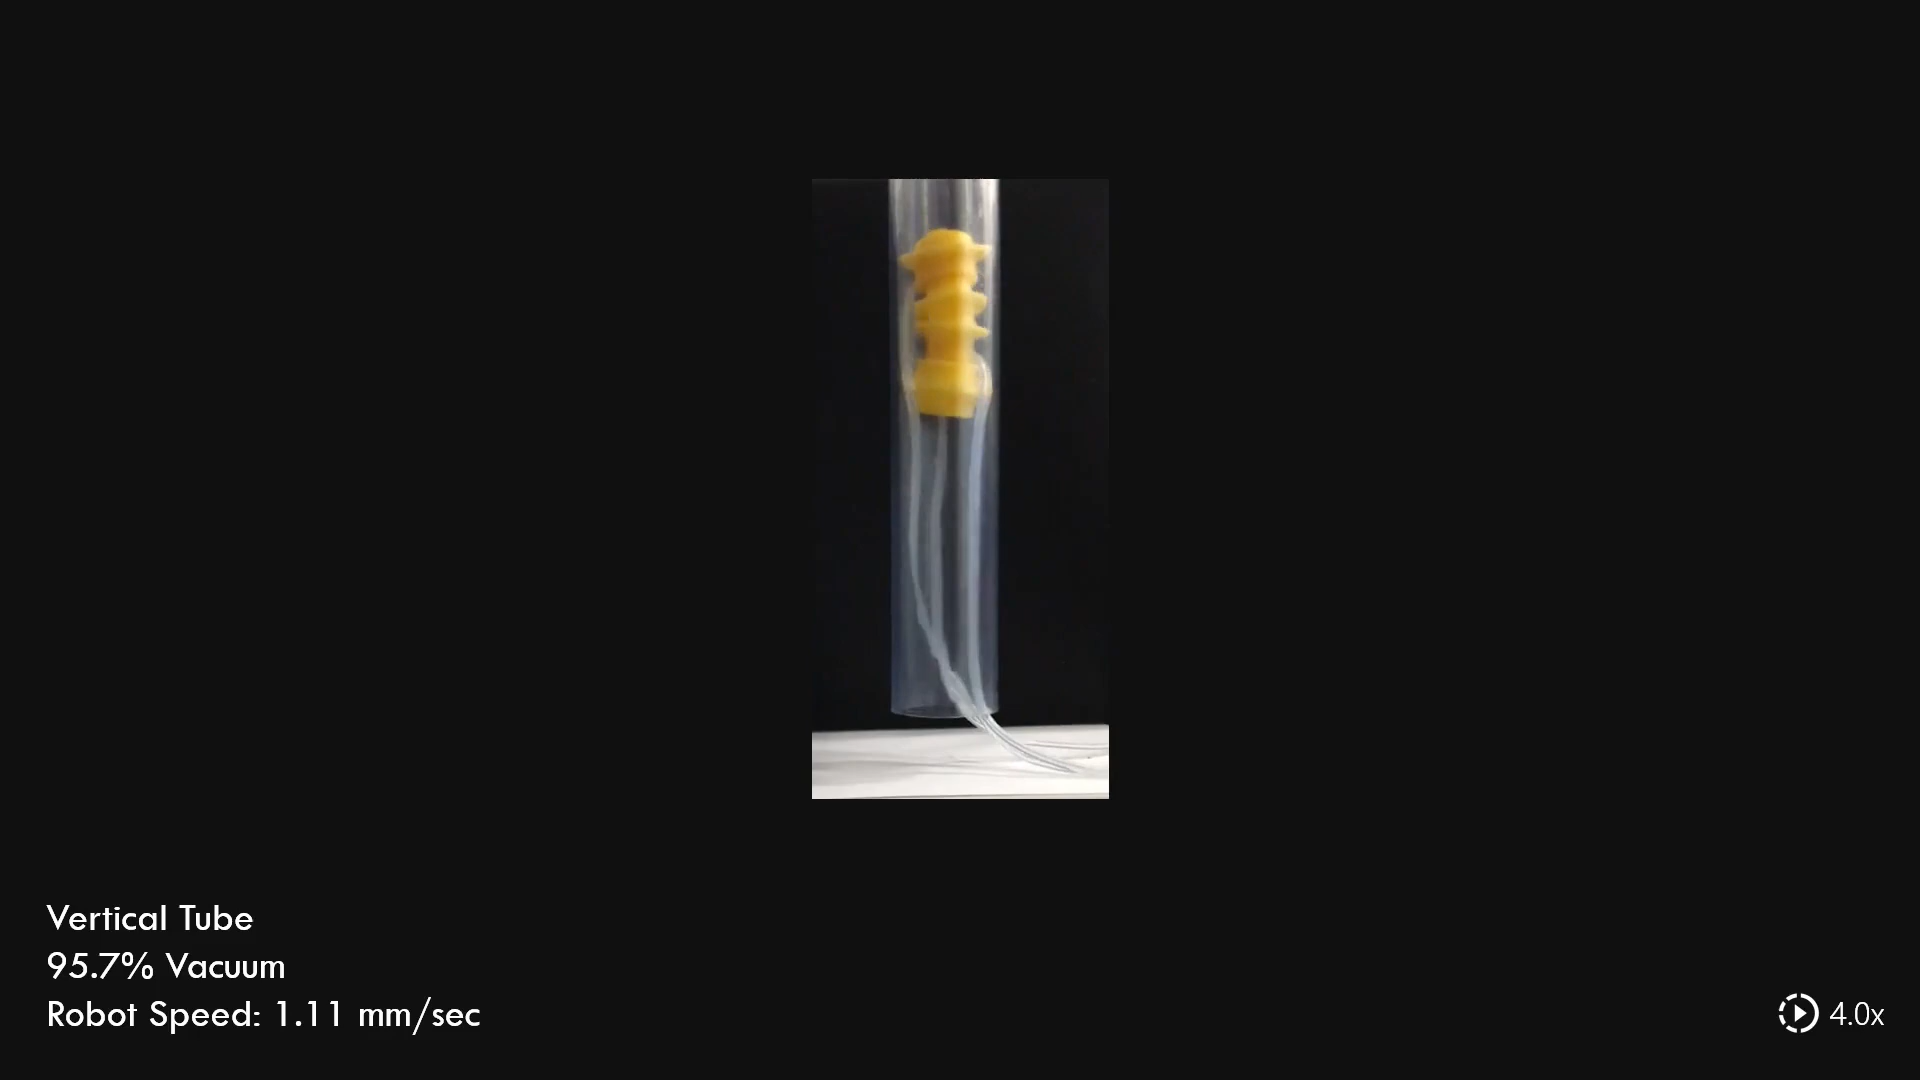 Vertical Tube
95.7% Vacuum
Robot Speed: 1.11 mm/sec
4.0x